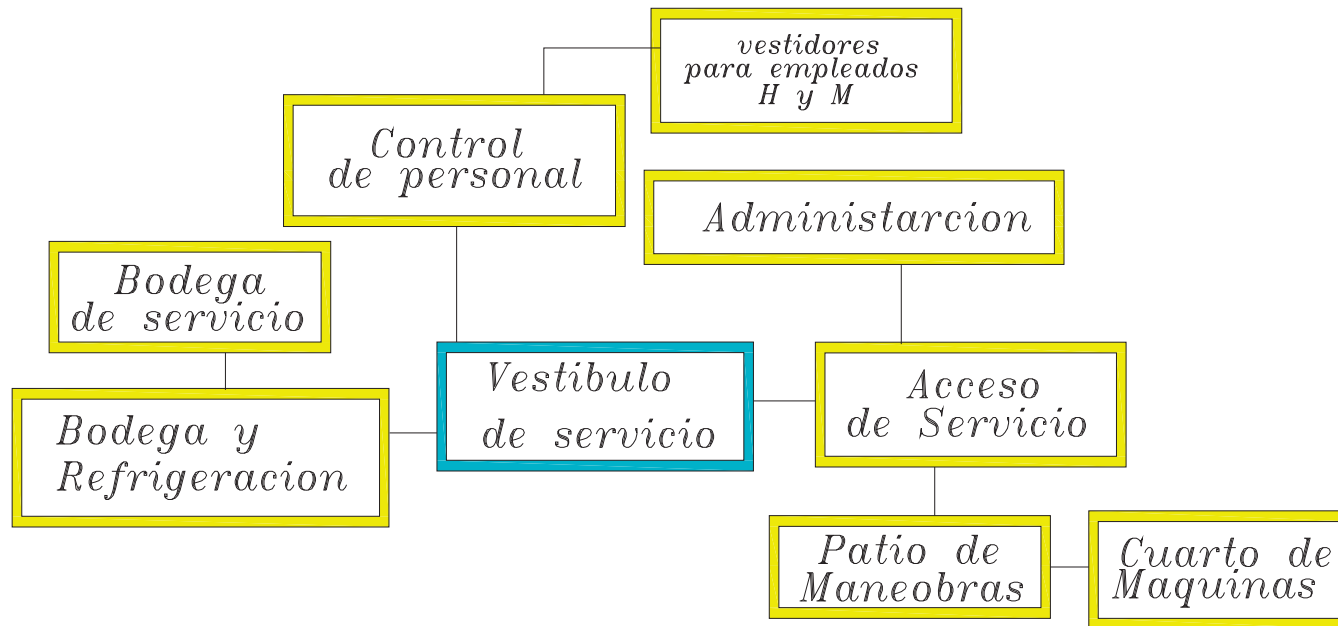 vestidores
para empleados
H y M
Control
de personal
Administarcion
Bodega
de servicio
Vestibulo
de servicio
Acceso
de Servicio
Bodega y
Refrigeracion
Patio de
Maneobras
Cuarto de
Maquinas